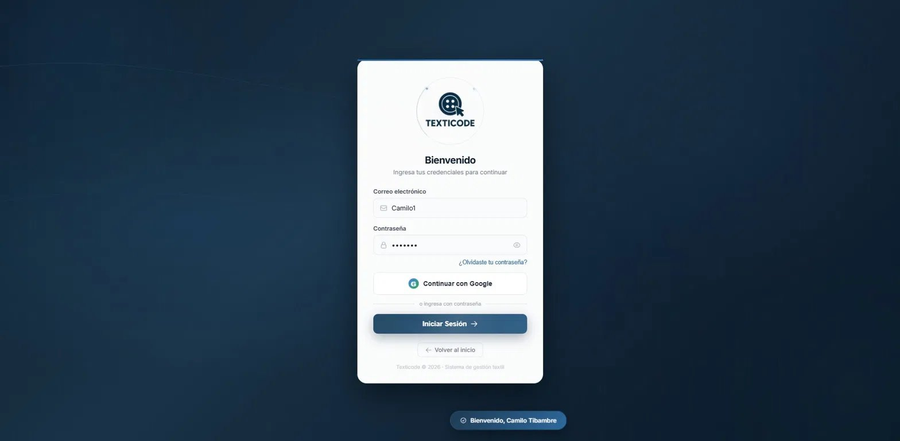 TEXTICODE
Bienvenido
Ingresa tus credenciales para continuar
Correo electrónico
Camilo1
Contraseña
•••••••
¿Olvidaste tu contraseña?
G Continuar con Google
o ingresa con contraseña
Iniciar Sesión →
← Volver al inicio
Texticode © 2026 · Sistema de gestión textil
Bienvenido, Camilo Tibambre